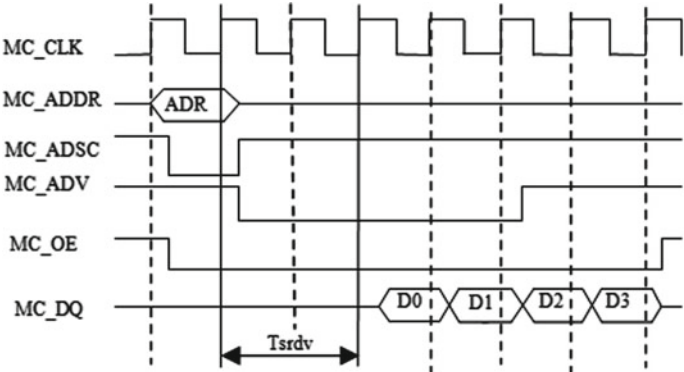 MC_CLK
MC_ADDR ADR
MC_ADSC
MC_ADV
MC_OE
MC_DQ D0 D1 D2 D3
Tsrdv